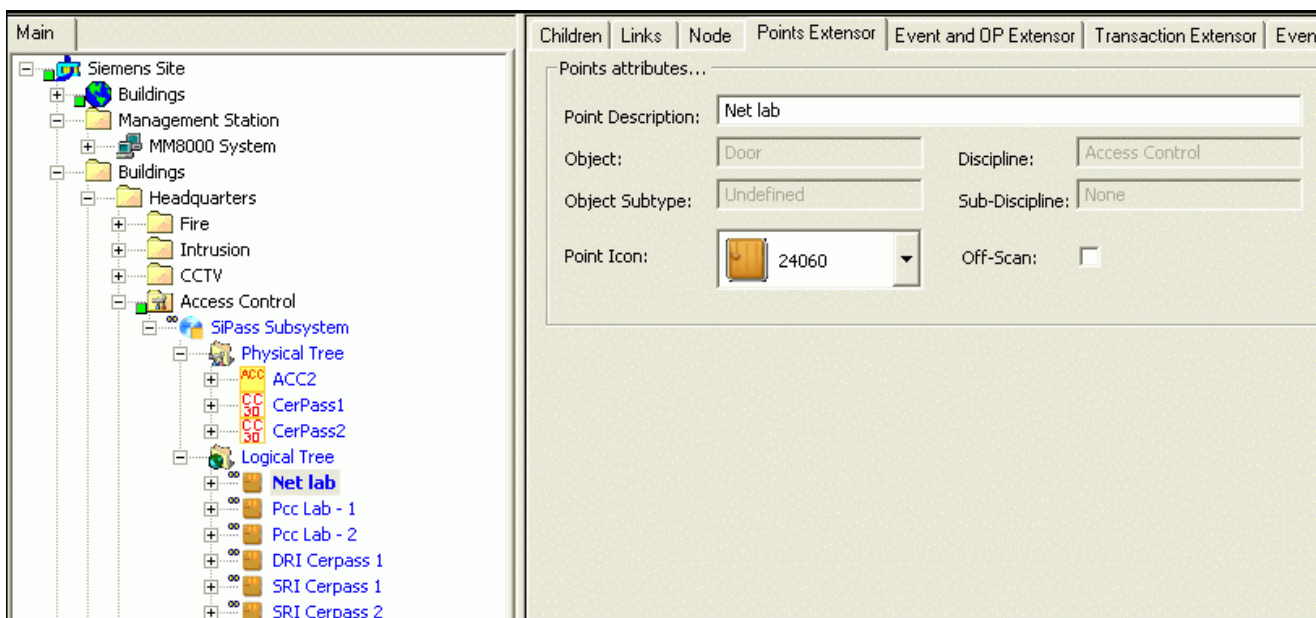 Main
Siemens Site
Buildings
Management Station
MM8000 System
Buildings
Headquarters
Fire
Intrusion
CCTV
Access Control
SiPass Subsystem
Physical Tree
ACC ACC2
CC 30 CerPass1
CC 30 CerPass2
Logical Tree
Net lab
Pcc Lab - 1
Pcc Lab - 2
DRI Cerpass 1
SRI Cerpass 1
SRI Cerpass 2
Children Links Node Points Extensor Event and OP Extensor Transaction Extensor Even
Points attributes...
Point Description: Net lab
Object: Door Discipline: Access Control
Object Subtype: Undefined Sub-Discipline: None
Point Icon: 24060 Off-Scan: